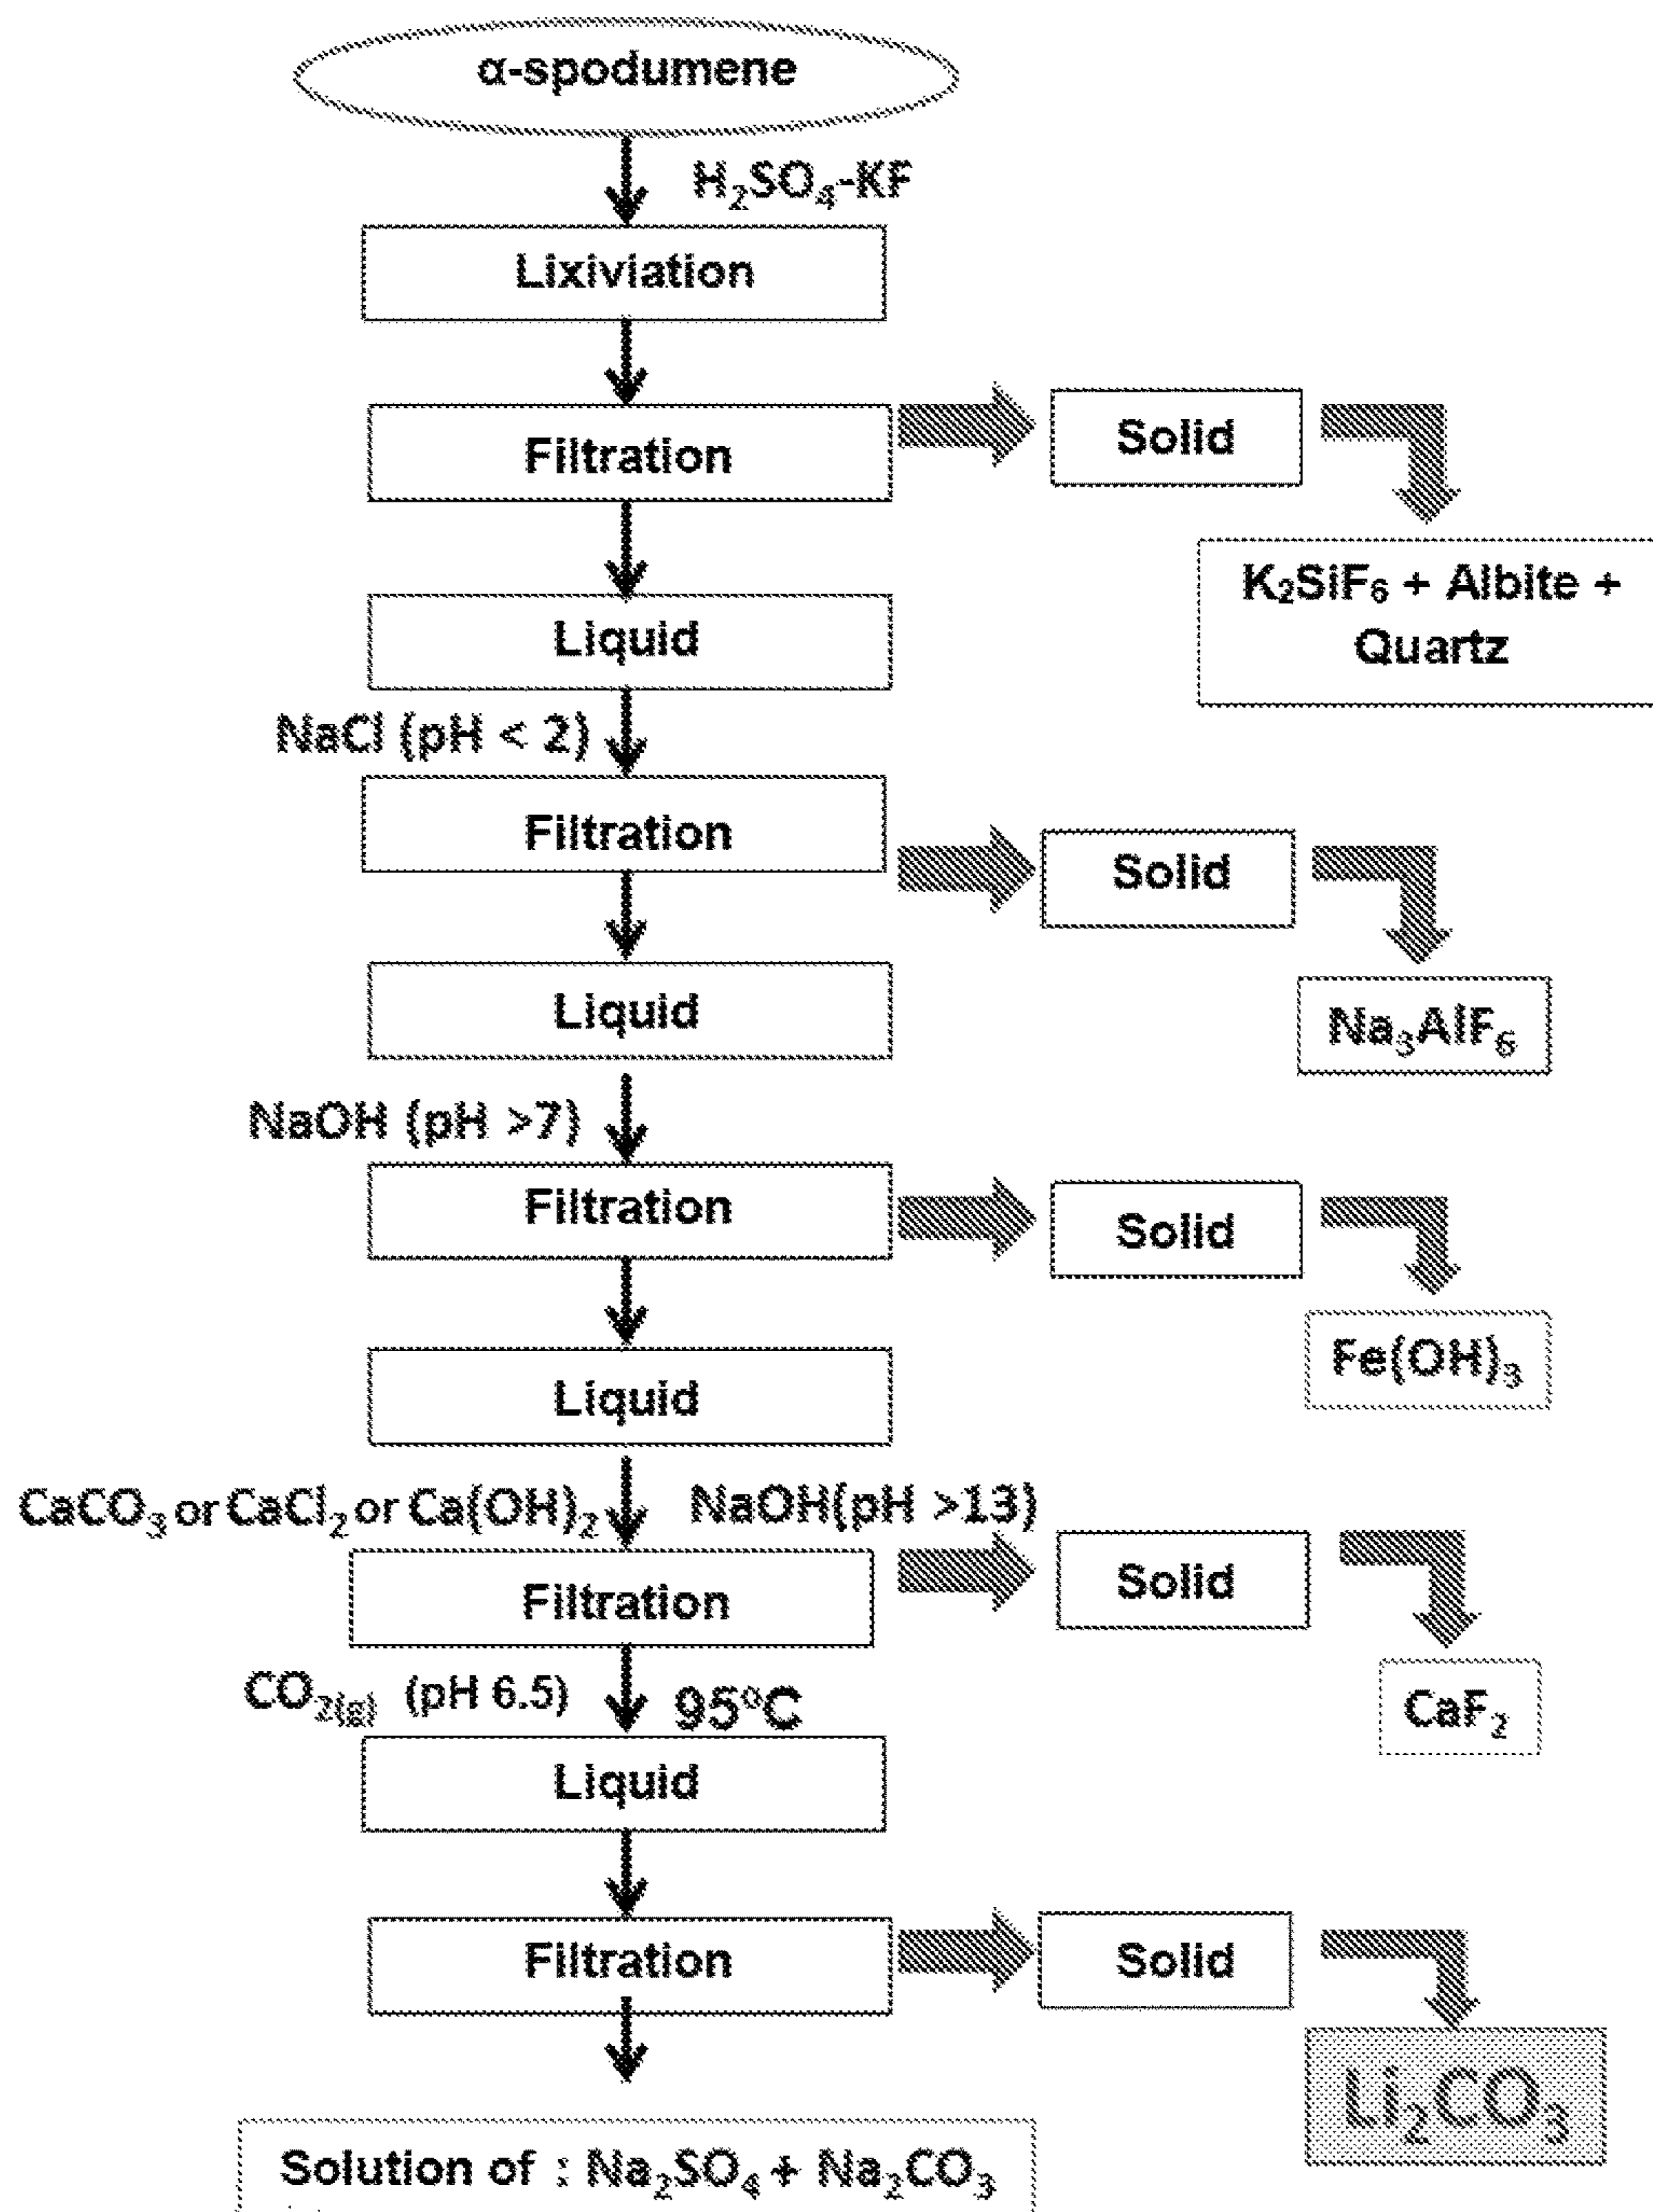 α-spodumene
H₂SO₄-KF
Lixiviation
Filtration
Solid
K₂SiF₆ + Albite +
Quartz
Liquid
NaCl (pH < 2)
Filtration
Solid
Na₃AlF₆
Liquid
NaOH (pH >7)
Filtration
Solid
Fe(OH)₃
Liquid
CaCO₃ or CaCl₂ or Ca(OH)₂
NaOH(pH >13)
Filtration
Solid
CaF₂
CO₂(g) (pH 6.5)
95°C
Liquid
Filtration
Solid
Li₂CO₃
Solution of : Na₂SO₄ + Na₂CO₃